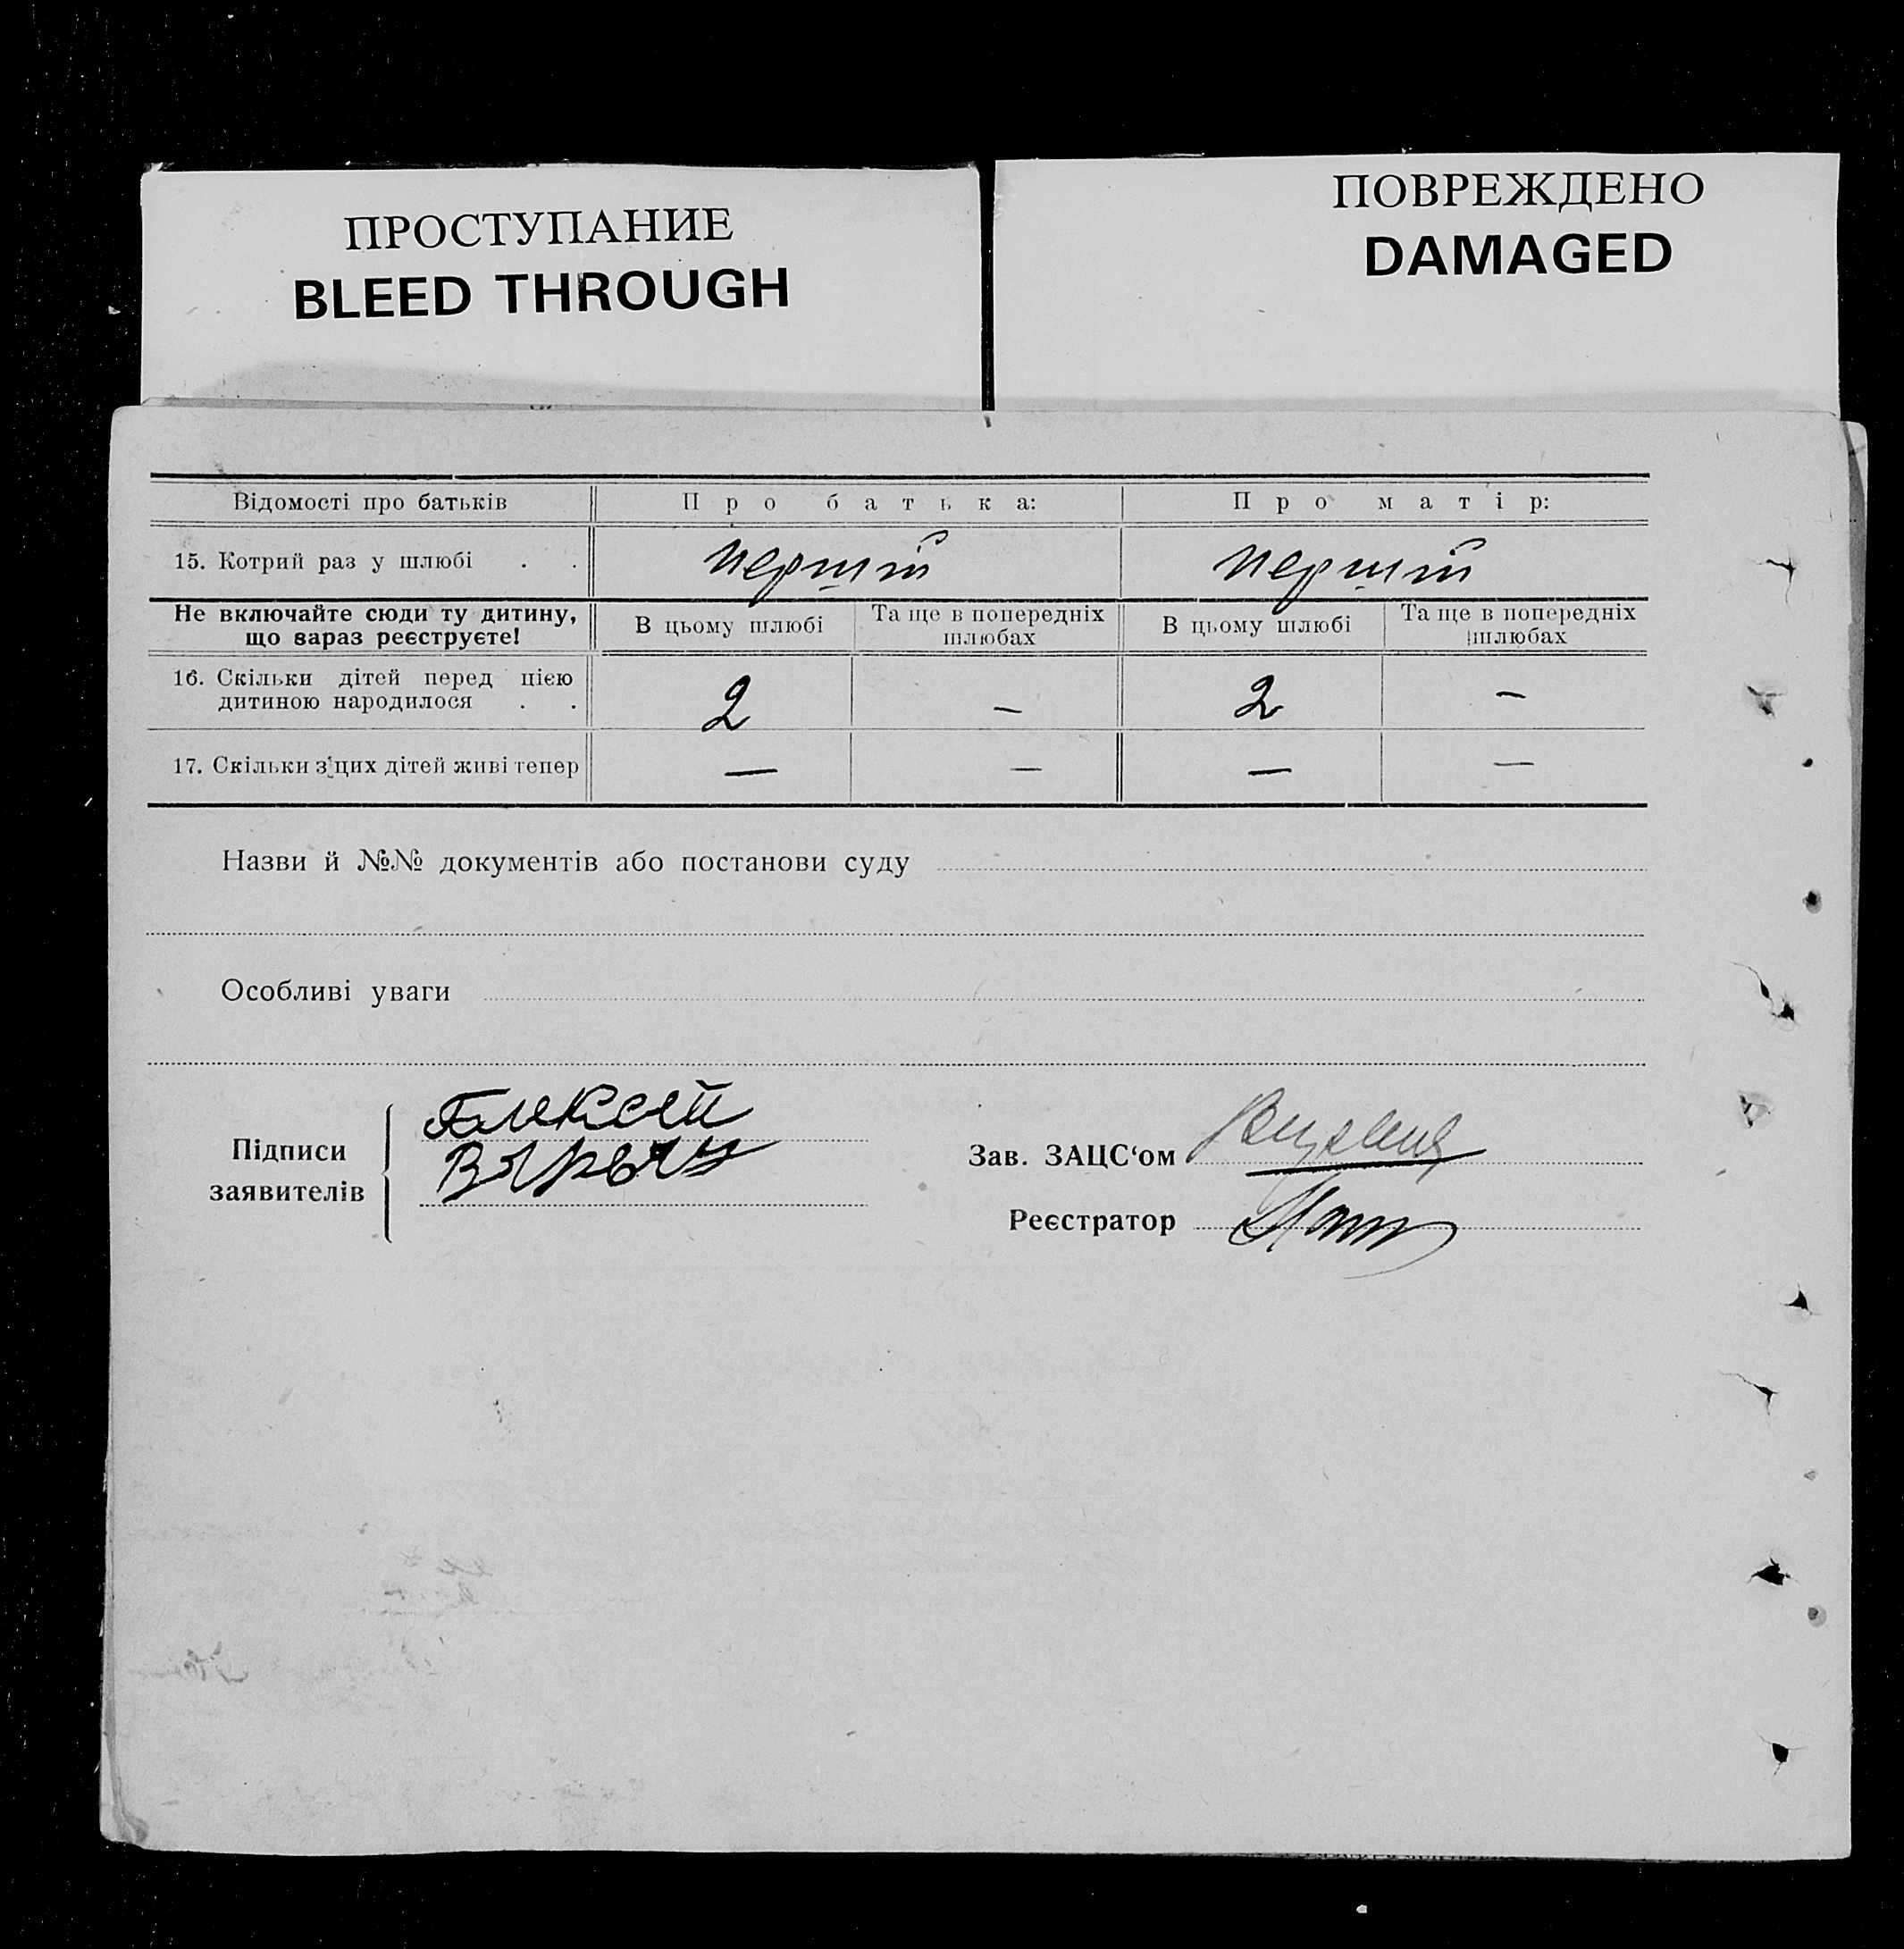 ПРОСТУПАНИЕ
BLEED THROUGH
ПОВРЕЖДЕНО
DAMAGED
Відомості про батьків Про батька: Про матір:
15. Котрий раз у шлюбі . . перший перший
Не включайте сюди ту дитину, що вараз реєструєте! В цьому шлюбі Та ще в попередніх шлюбах В цьому шлюбі Та ще в попередніх шлюбах
16. Скільки дітей перед цією
дитиною народилося . . 2 — 2 —
17. Скільки з цих дітей живі тепер — — — —
Назви й №№ документів або постанови суду
Особливі уваги
Підписи
заявителів
Зав. ЗАЦС‘ом
Реєстратор